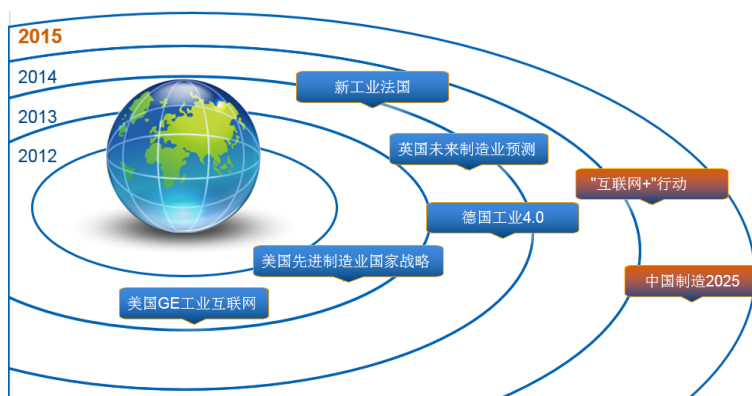 2015
2014
新工业法国
2013
英国未来制造业预测
2012
"互联网+"行动
德国工业4.0
美国先进制造业国家战略
中国制造2025
美国GE工业互联网